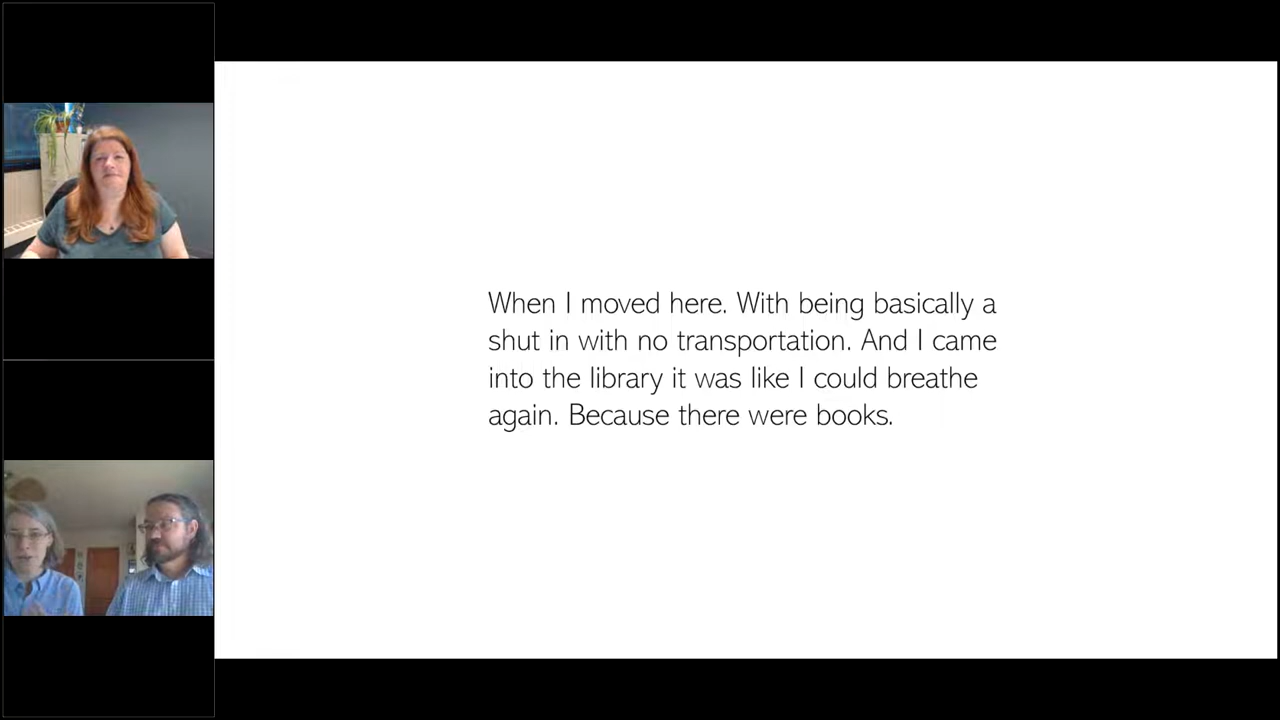 When I moved here. With being basically a
shut in with no transportation. And I came
into the library it was like I could breathe
again. Because there were books.